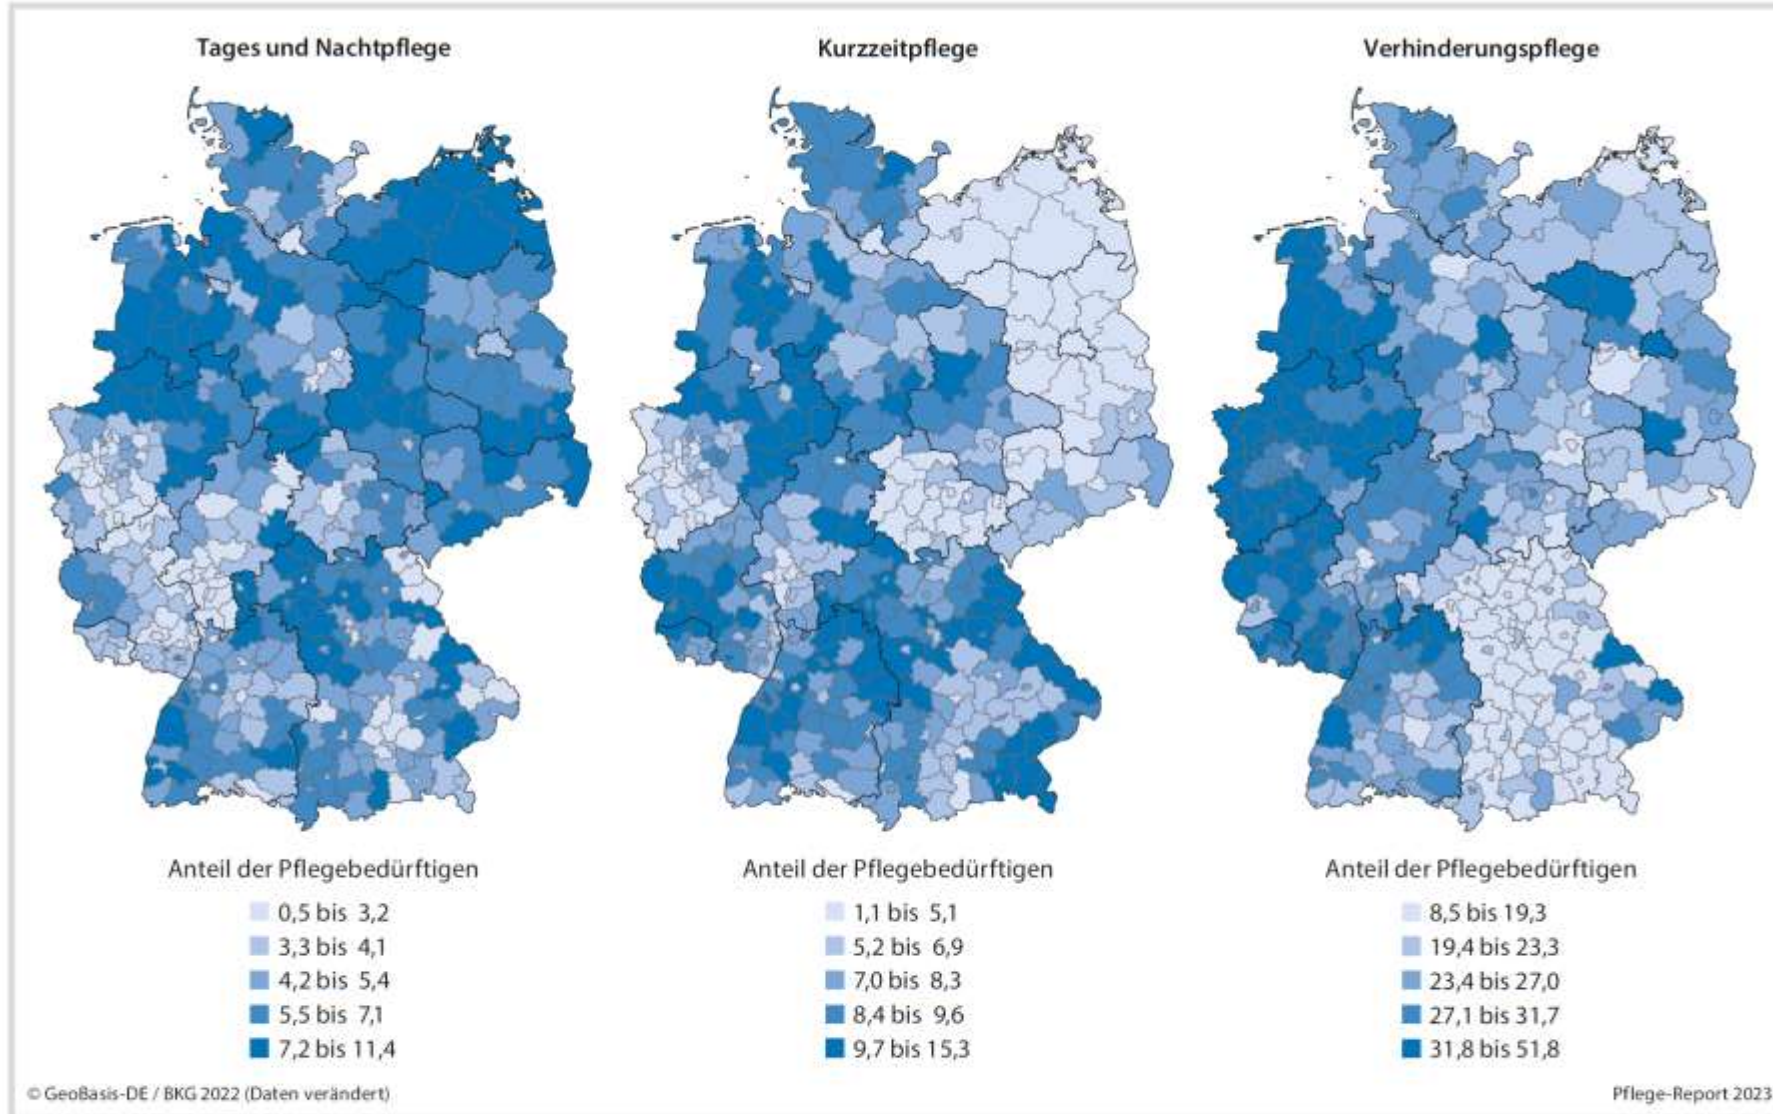 Tages und Nachtpflege
Kurzzeitpflege
Verhinderungspflege
Anteil der Pflegebedürftigen
0,5 bis 3,2
3,3 bis 4,1
4,2 bis 5,4
5,5 bis 7,1
7,2 bis 11,4
Anteil der Pflegebedürftigen
1,1 bis 5,1
5,2 bis 6,9
7,0 bis 8,3
8,4 bis 9,6
9,7 bis 15,3
Anteil der Pflegebedürftigen
8,5 bis 19,3
19,4 bis 23,3
23,4 bis 27,0
27,1 bis 31,7
31,8 bis 51,8
© GeoBasis-DE / BKG 2022 (Daten verändert)
Pflege-Report 2023